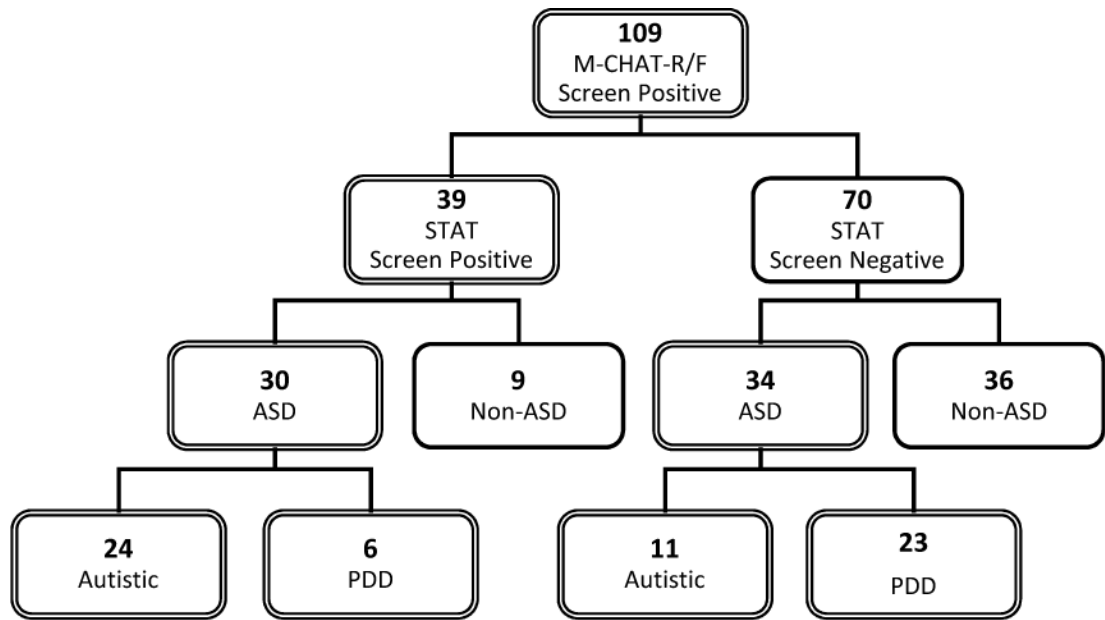 109
M-CHAT-R/F
Screen Positive
39
STAT
Screen Positive
70
STAT
Screen Negative
30
ASD
9
Non-ASD
34
ASD
36
Non-ASD
24
Autistic
6
PDD
11
Autistic
23
PDD